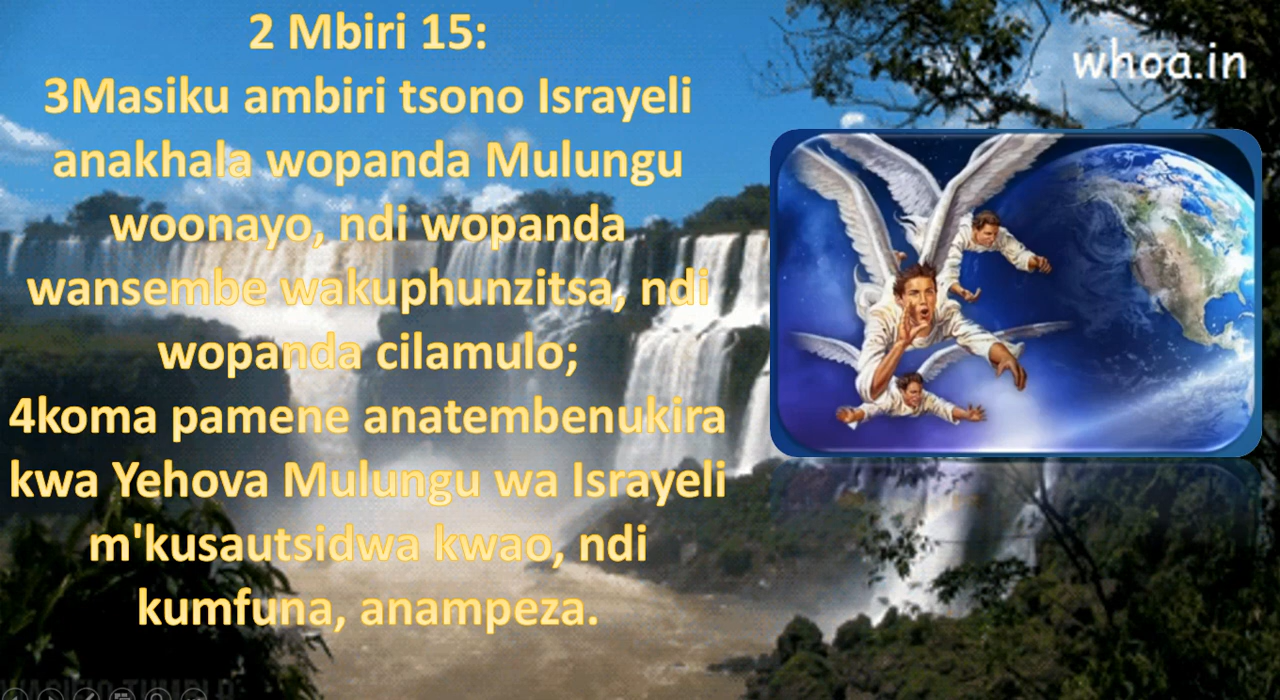 2 Mbiri 15:
3Masiku ambiri tsono Israyeli
anakhala wopanda Mulungu
woonayo, ndi wopanda
wansembe wakuphunzitsa, ndi
wopanda cilamulo;
4koma pamene anatembenukira
kwa Yehova Mulungu wa Israyeli
m'kusautsidwa kwao, ndi
kumfuna, anampeza.
whoa.in